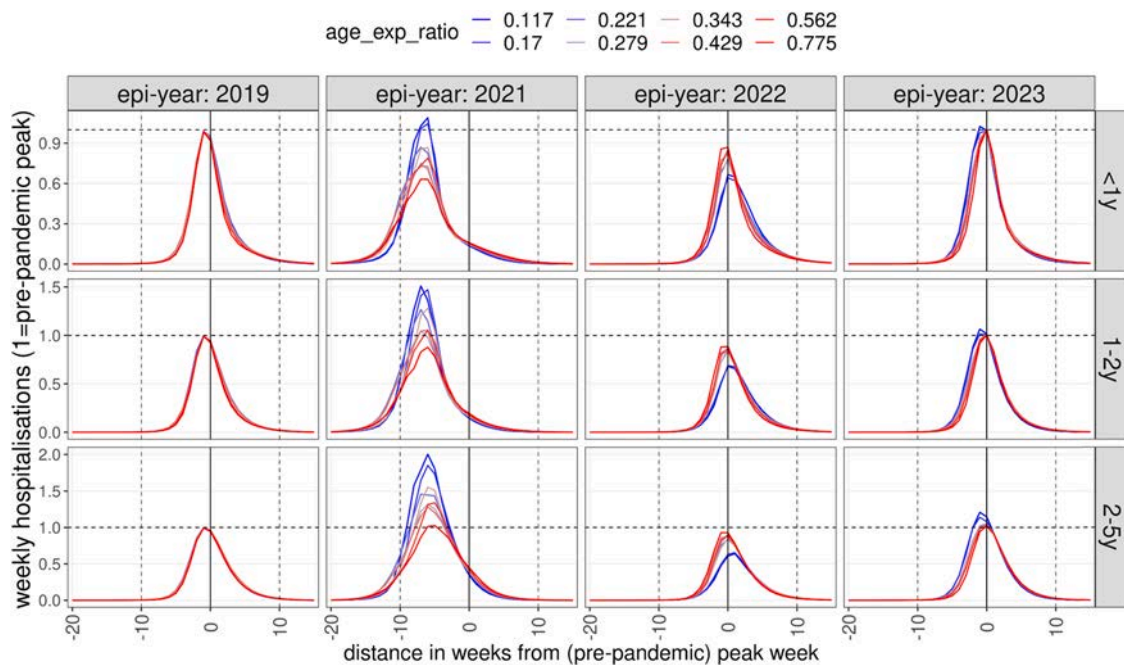 age_exp_ratio
0.117 0.221 0.343 0.562
0.17 0.279 0.429 0.775
epi-year: 2019 epi-year: 2021 epi-year: 2022 epi-year: 2023
weekly hospitalisations (1=pre-pandemic peak)
0.9
0.6
0.3
0.0
<1y
1.5
1.0
0.5
0.0
1-2y
2.0
1.5
1.0
0.5
0.0
2-5y
-20 -10 0 10 -20 -10 0 10 -20 -10 0 10 -20 -10 0 10
distance in weeks from (pre-pandemic) peak week